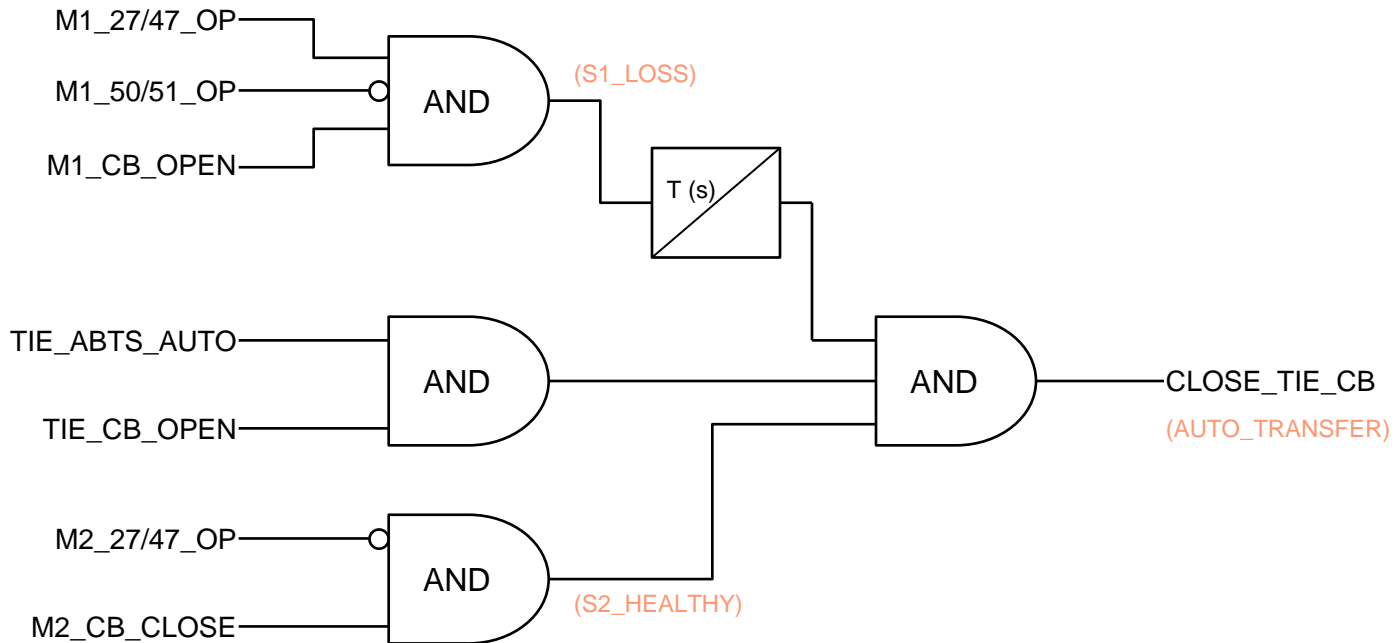 M1_27/47_OP
M1_50/51_OP
M1_CB_OPEN
AND
(S1_LOSS)
T (s)
TIE_ABTS_AUTO
TIE_CB_OPEN
AND
AND
CLOSE_TIE_CB
(AUTO_TRANSFER)
M2_27/47_OP
M2_CB_CLOSE
AND
(S2_HEALTHY)